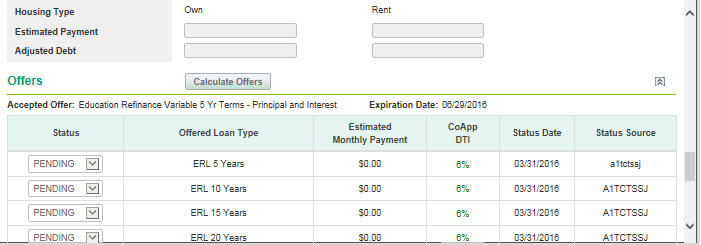 Housing Type Own Rent
Estimated Payment
Adjusted Debt
Offers Calculate Offers
Accepted Offer: Education Refinance Variable 5 Yr Terms - Principal and Interest Expiration Date: 06/29/2016
Status Offered Loan Type Estimated Monthly Payment CoApp DTI Status Date Status Source
PENDING ERL 5 Years $0.00 6% 03/31/2016 a1tctssj
PENDING ERL 10 Years $0.00 6% 03/31/2016 A1TCTSSJ
PENDING ERL 15 Years $0.00 6% 03/31/2016 A1TCTSSJ
PENDING ERL 20 Years $0.00 6% 03/31/2016 A1TCTSSJ